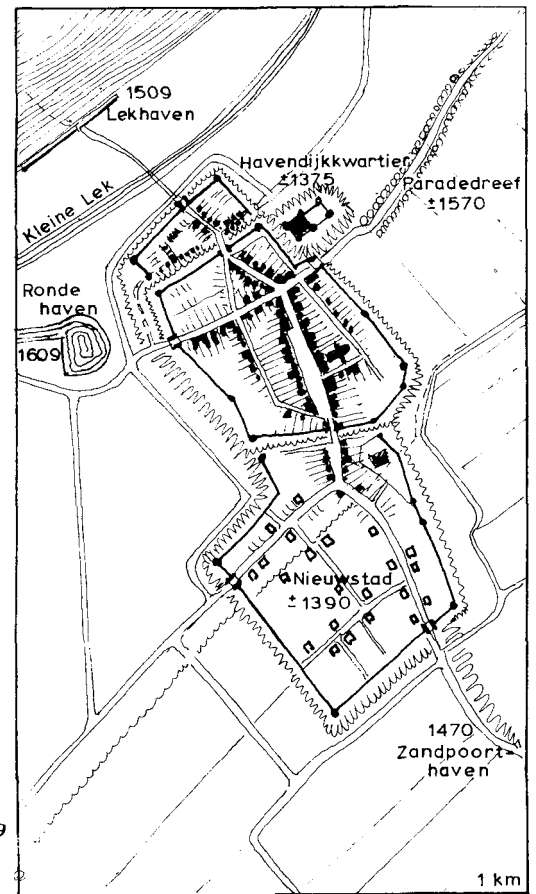 1509
Lekhaven
Havendijkkwartier
±1375
Paradedreef
±1570
Kleine Lek
Ronde
haven
1609
Nieuwstad
±1390
1470
Zandpoort-
haven
1 km